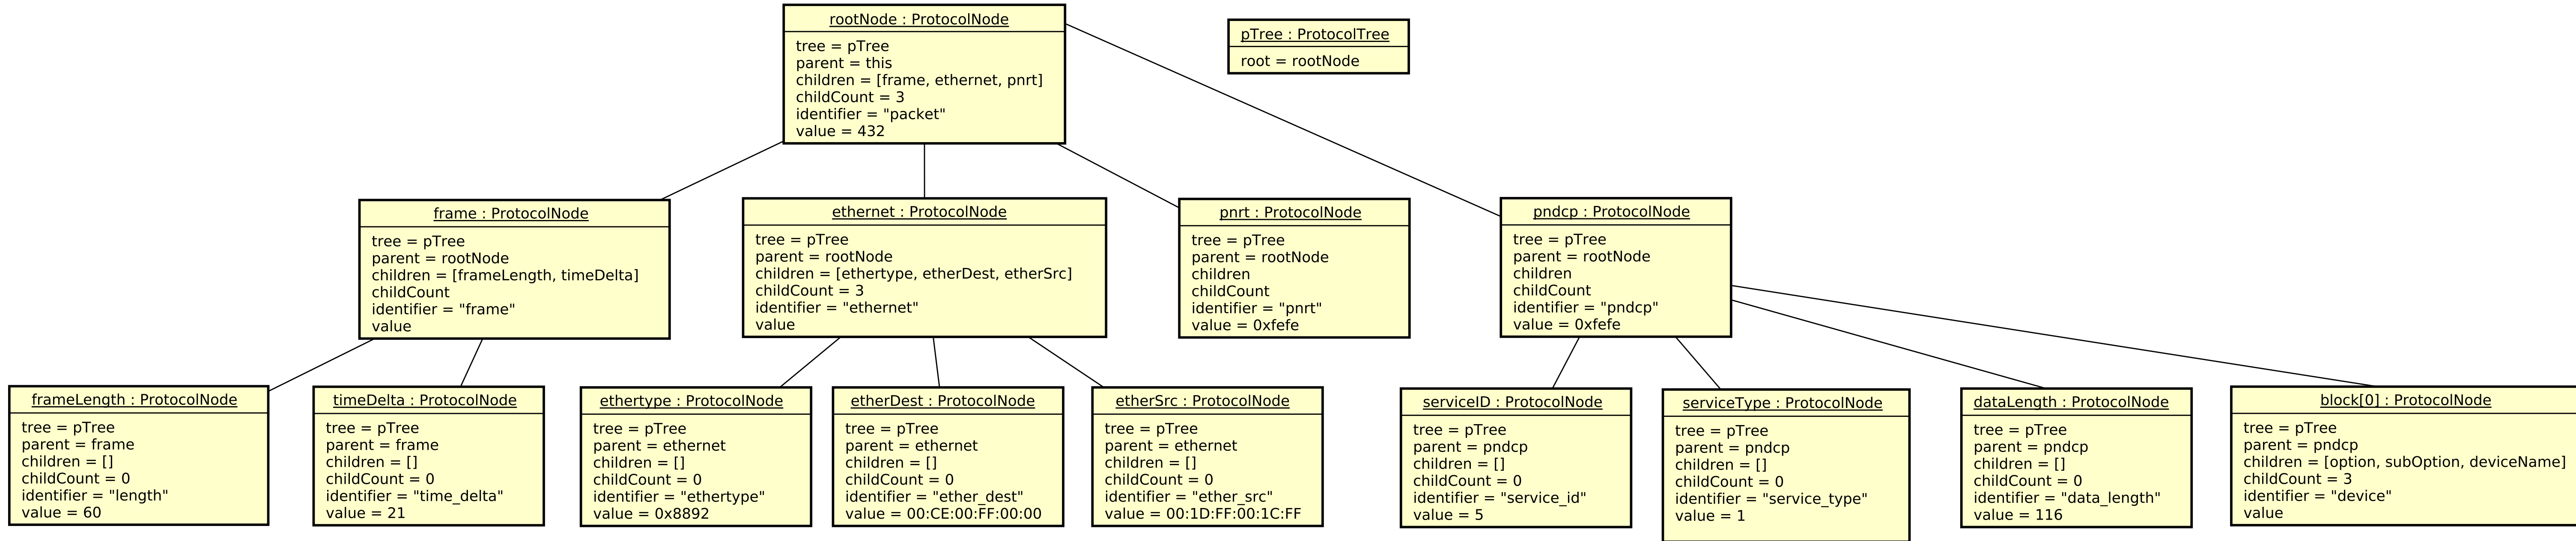 rootNode : ProtocolNode
tree = pTree
parent = this
children = [frame, ethernet, pnrt]
childCount = 3
identifier = "packet"
value = 432
pTree : ProtocolTree
root = rootNode
frame : ProtocolNode
tree = pTree
parent = rootNode
children = [frameLength, timeDelta]
childCount
identifier = "frame"
value
ethernet : ProtocolNode
tree = pTree
parent = rootNode
children = [ethertype, etherDest, etherSrc]
childCount = 3
identifier = "ethernet"
value
pnrt : ProtocolNode
tree = pTree
parent = rootNode
children
childCount
identifier = "pnrt"
value = 0xfefe
pndcp : ProtocolNode
tree = pTree
parent = rootNode
children
childCount
identifier = "pndcp"
value = 0xfefe
frameLength : ProtocolNode
tree = pTree
parent = frame
children = []
childCount = 0
identifier = "length"
value = 60
timeDelta : ProtocolNode
tree = pTree
parent = frame
children = []
childCount = 0
identifier = "time_delta"
value = 21
ethertype : ProtocolNode
tree = pTree
parent = ethernet
children = []
childCount = 0
identifier = "ethertype"
value = 0x8892
etherDest : ProtocolNode
tree = pTree
parent = ethernet
children = []
childCount = 0
identifier = "ether_dest"
value = 00:CE:00:FF:00:00
etherSrc : ProtocolNode
tree = pTree
parent = ethernet
children = []
childCount = 0
identifier = "ether_src"
value = 00:1D:FF:00:1C:FF
serviceID : ProtocolNode
tree = pTree
parent = pndcp
children = []
childCount = 0
identifier = "service_id"
value = 5
serviceType : ProtocolNode
tree = pTree
parent = pndcp
children = []
childCount = 0
identifier = "service_type"
value = 1
dataLength : ProtocolNode
tree = pTree
parent = pndcp
children = []
childCount = 0
identifier = "data_length"
value = 116
block[0] : ProtocolNode
tree = pTree
parent = pndcp
children = [option, subOption, deviceName]
childCount = 3
identifier = "device"
value